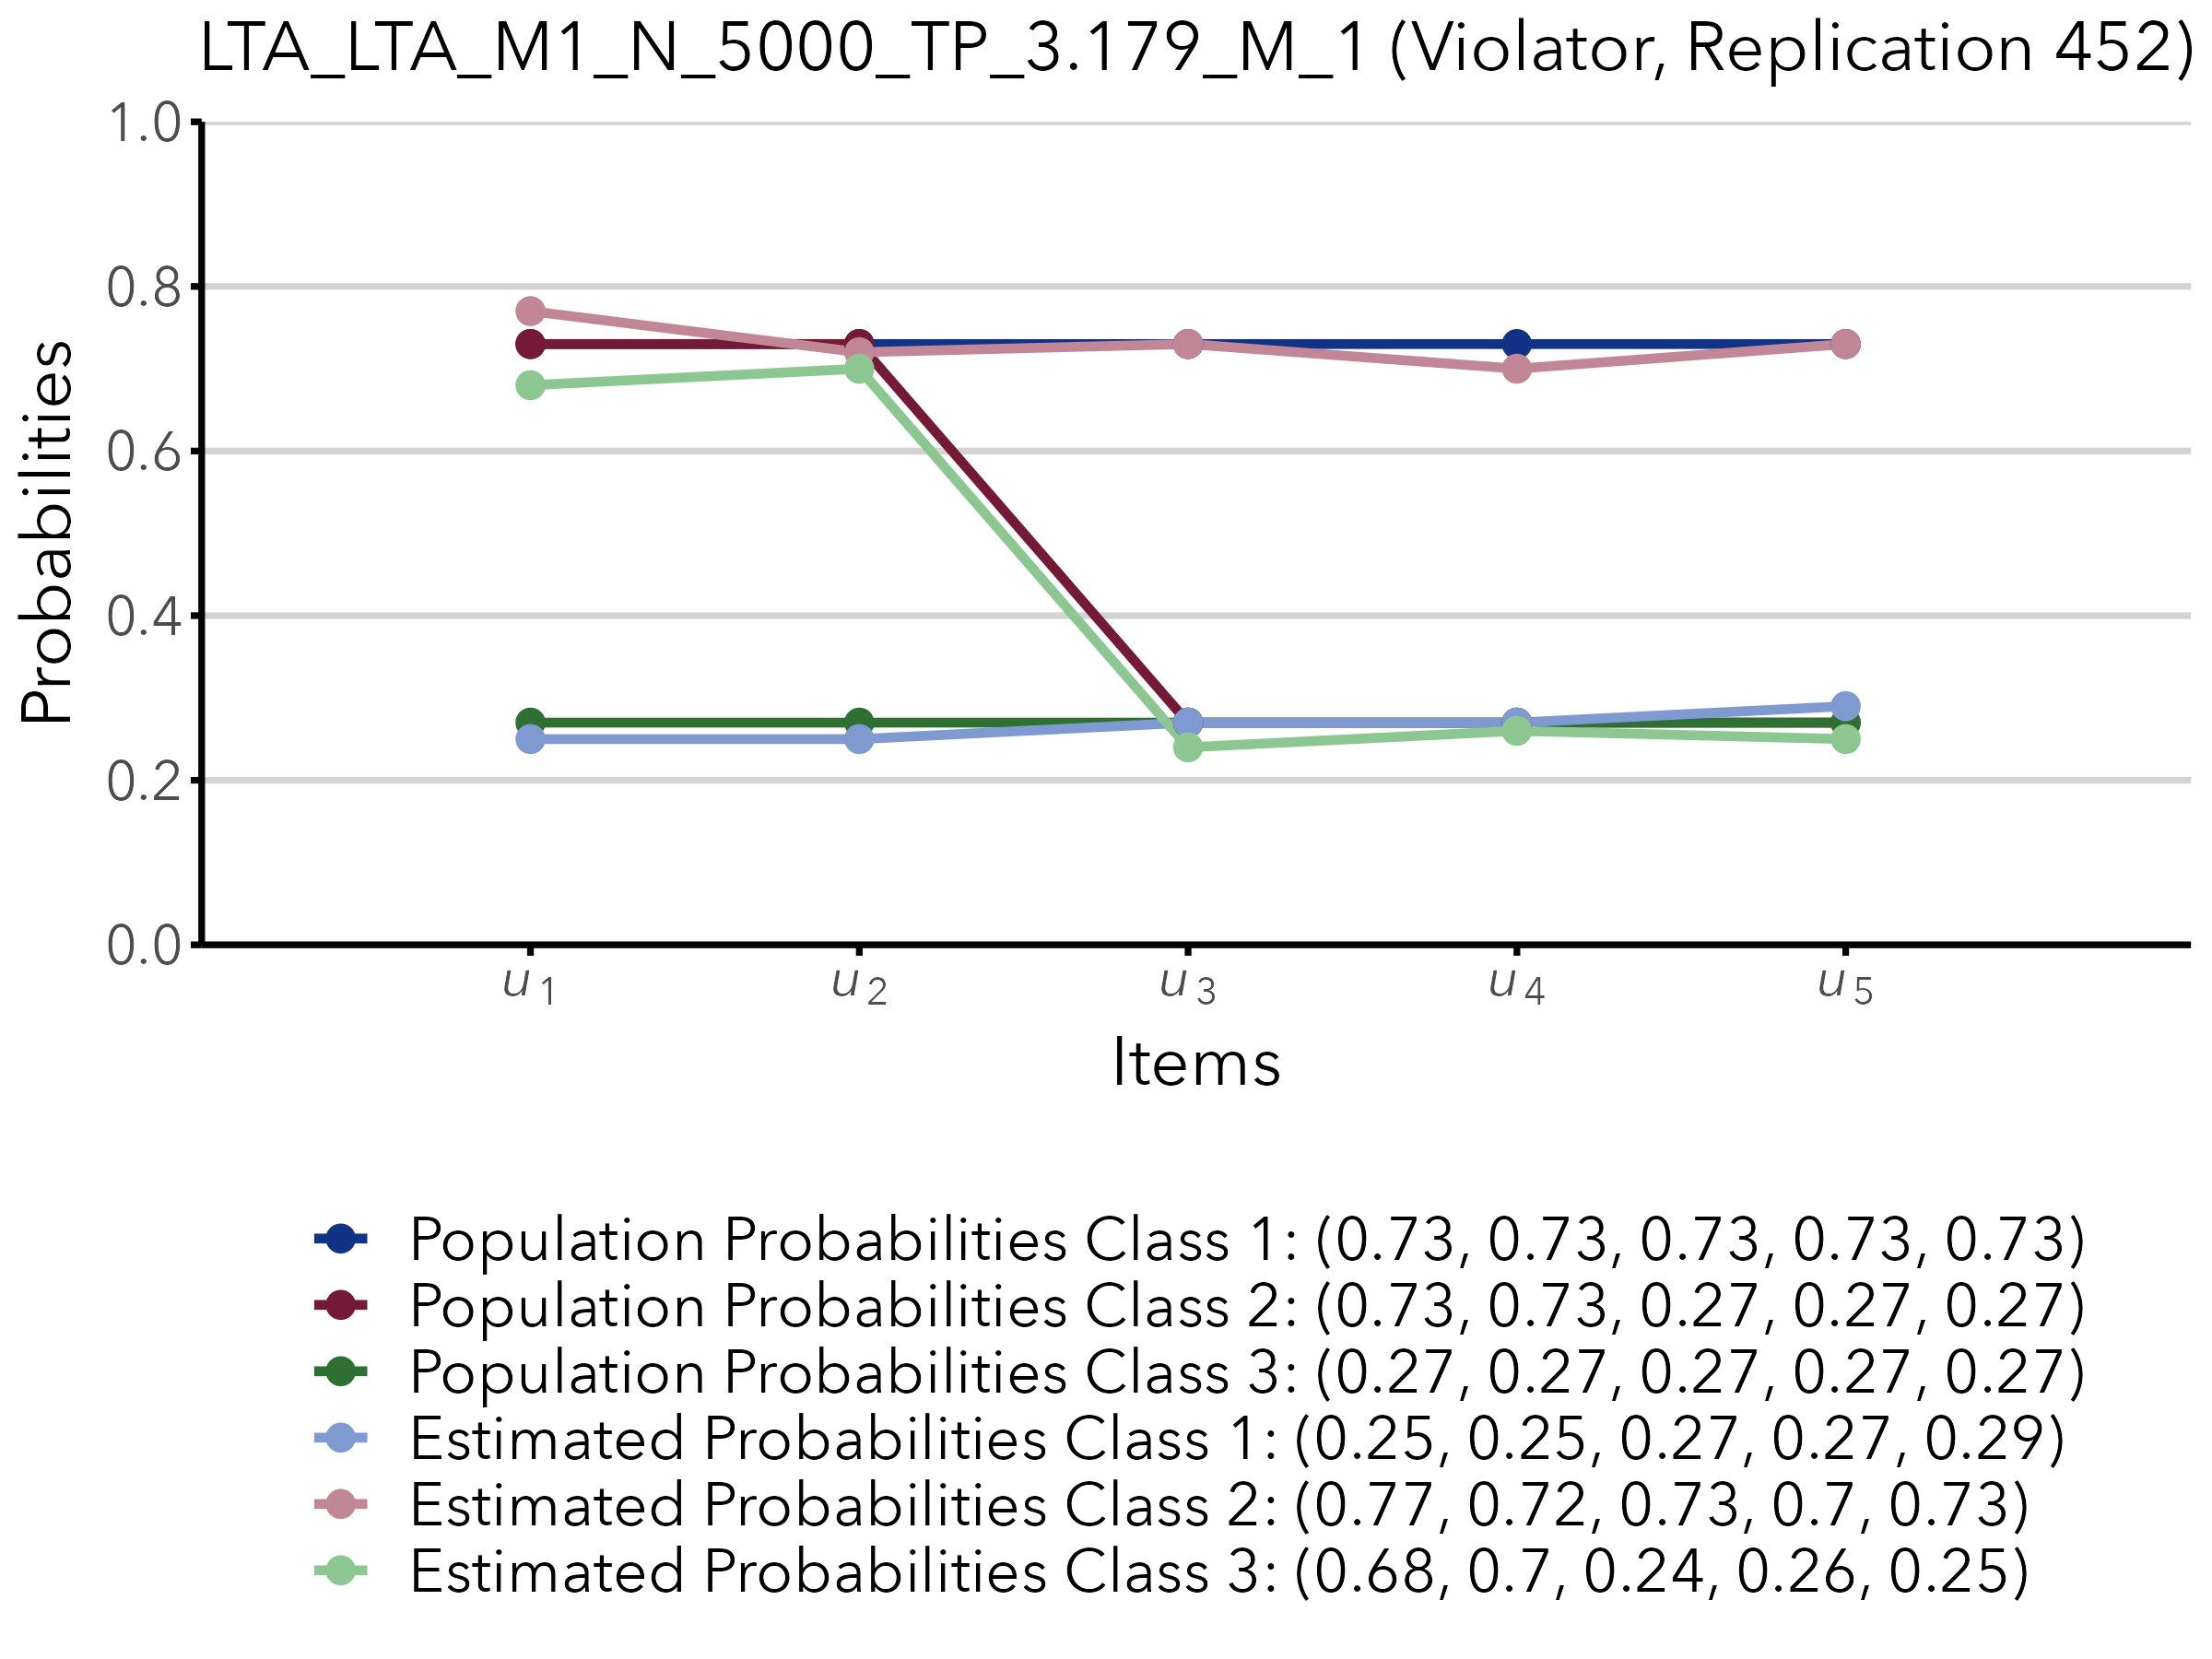 LTA_LTA_M1_N_5000_TP_3.179_M_1 (Violator, Replication 452)
1.0
0.8
0.6
0.4
0.2
0.0
Probabilities
u1 u2 u3 u4 u5
Items
Population Probabilities Class 1: (0.73, 0.73, 0.73, 0.73, 0.73)
Population Probabilities Class 2: (0.73, 0.73, 0.27, 0.27, 0.27)
Population Probabilities Class 3: (0.27, 0.27, 0.27, 0.27, 0.27)
Estimated Probabilities Class 1: (0.25, 0.25, 0.27, 0.27, 0.29)
Estimated Probabilities Class 2: (0.77, 0.72, 0.73, 0.7, 0.73)
Estimated Probabilities Class 3: (0.68, 0.7, 0.24, 0.26, 0.25)